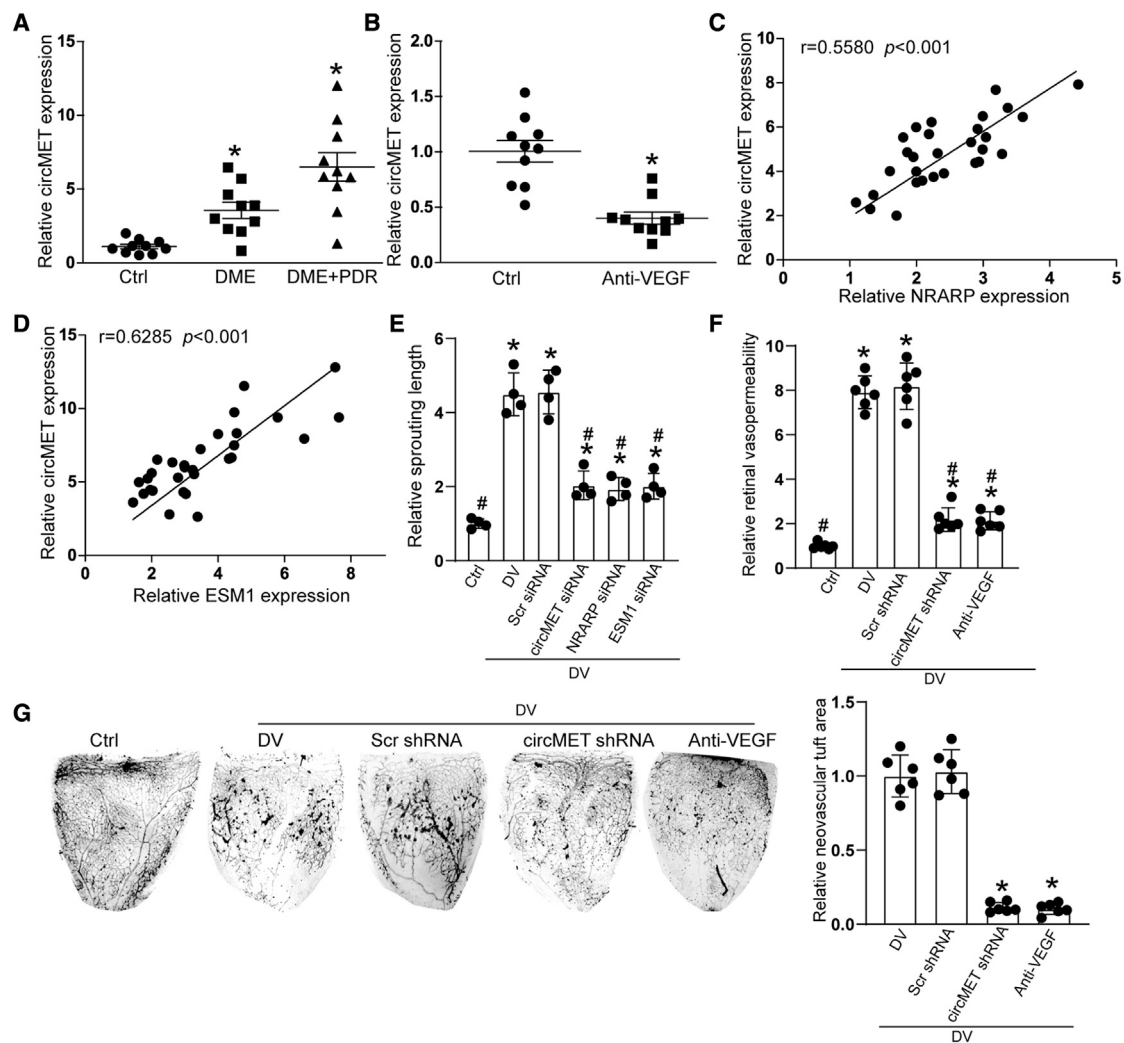 A
Relative circMET expression
15
10
5
0
*
*
Ctrl
DME
DME+PDR
B
Relative circMET expression
2.0
1.5
1.0
0.5
0.0
*
Ctrl
Anti-VEGF
C
Relative circMET expression
10
8
6
4
2
0
r=0.5580 p<0.001
0 1 2 3 4 5
Relative NRARP expression
D
Relative circMET expression
15
10
5
0
r=0.6285 p<0.001
0 2 4 6 8
Relative ESM1 expression
E
Relative sprouting length
6
4
2
0
#
*
*
#
*
#
*
#
*
Ctrl
DV
Scr siRNA
circMET siRNA
NRARP siRNA
ESM1 siRNA
DV
F
Relative retinal vasopermeability
10
8
6
4
2
0
#
*
*
#
*
#
*
Ctrl
DV
Scr shRNA
circMET shRNA
Anti-VEGF
DV
G
DV
Ctrl
DV
Scr shRNA
circMET shRNA
Anti-VEGF
Relative neovascular tuft area
1.5
1.0
0.5
0.0
*
*
DV
Scr shRNA
circMET shRNA
Anti-VEGF
DV